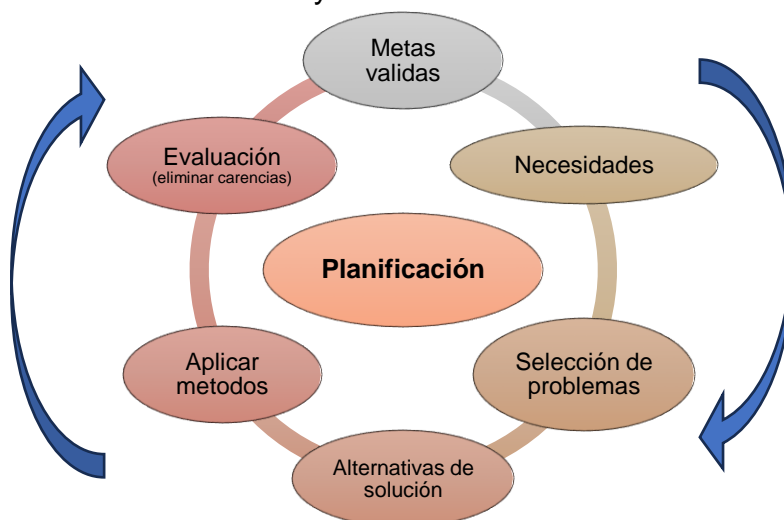 y
Metas
validas
Necesidades
Selección de
problemas
Alternativas de
solución
Aplicar
metodos
Evaluación
(eliminar carencias)
Planificación